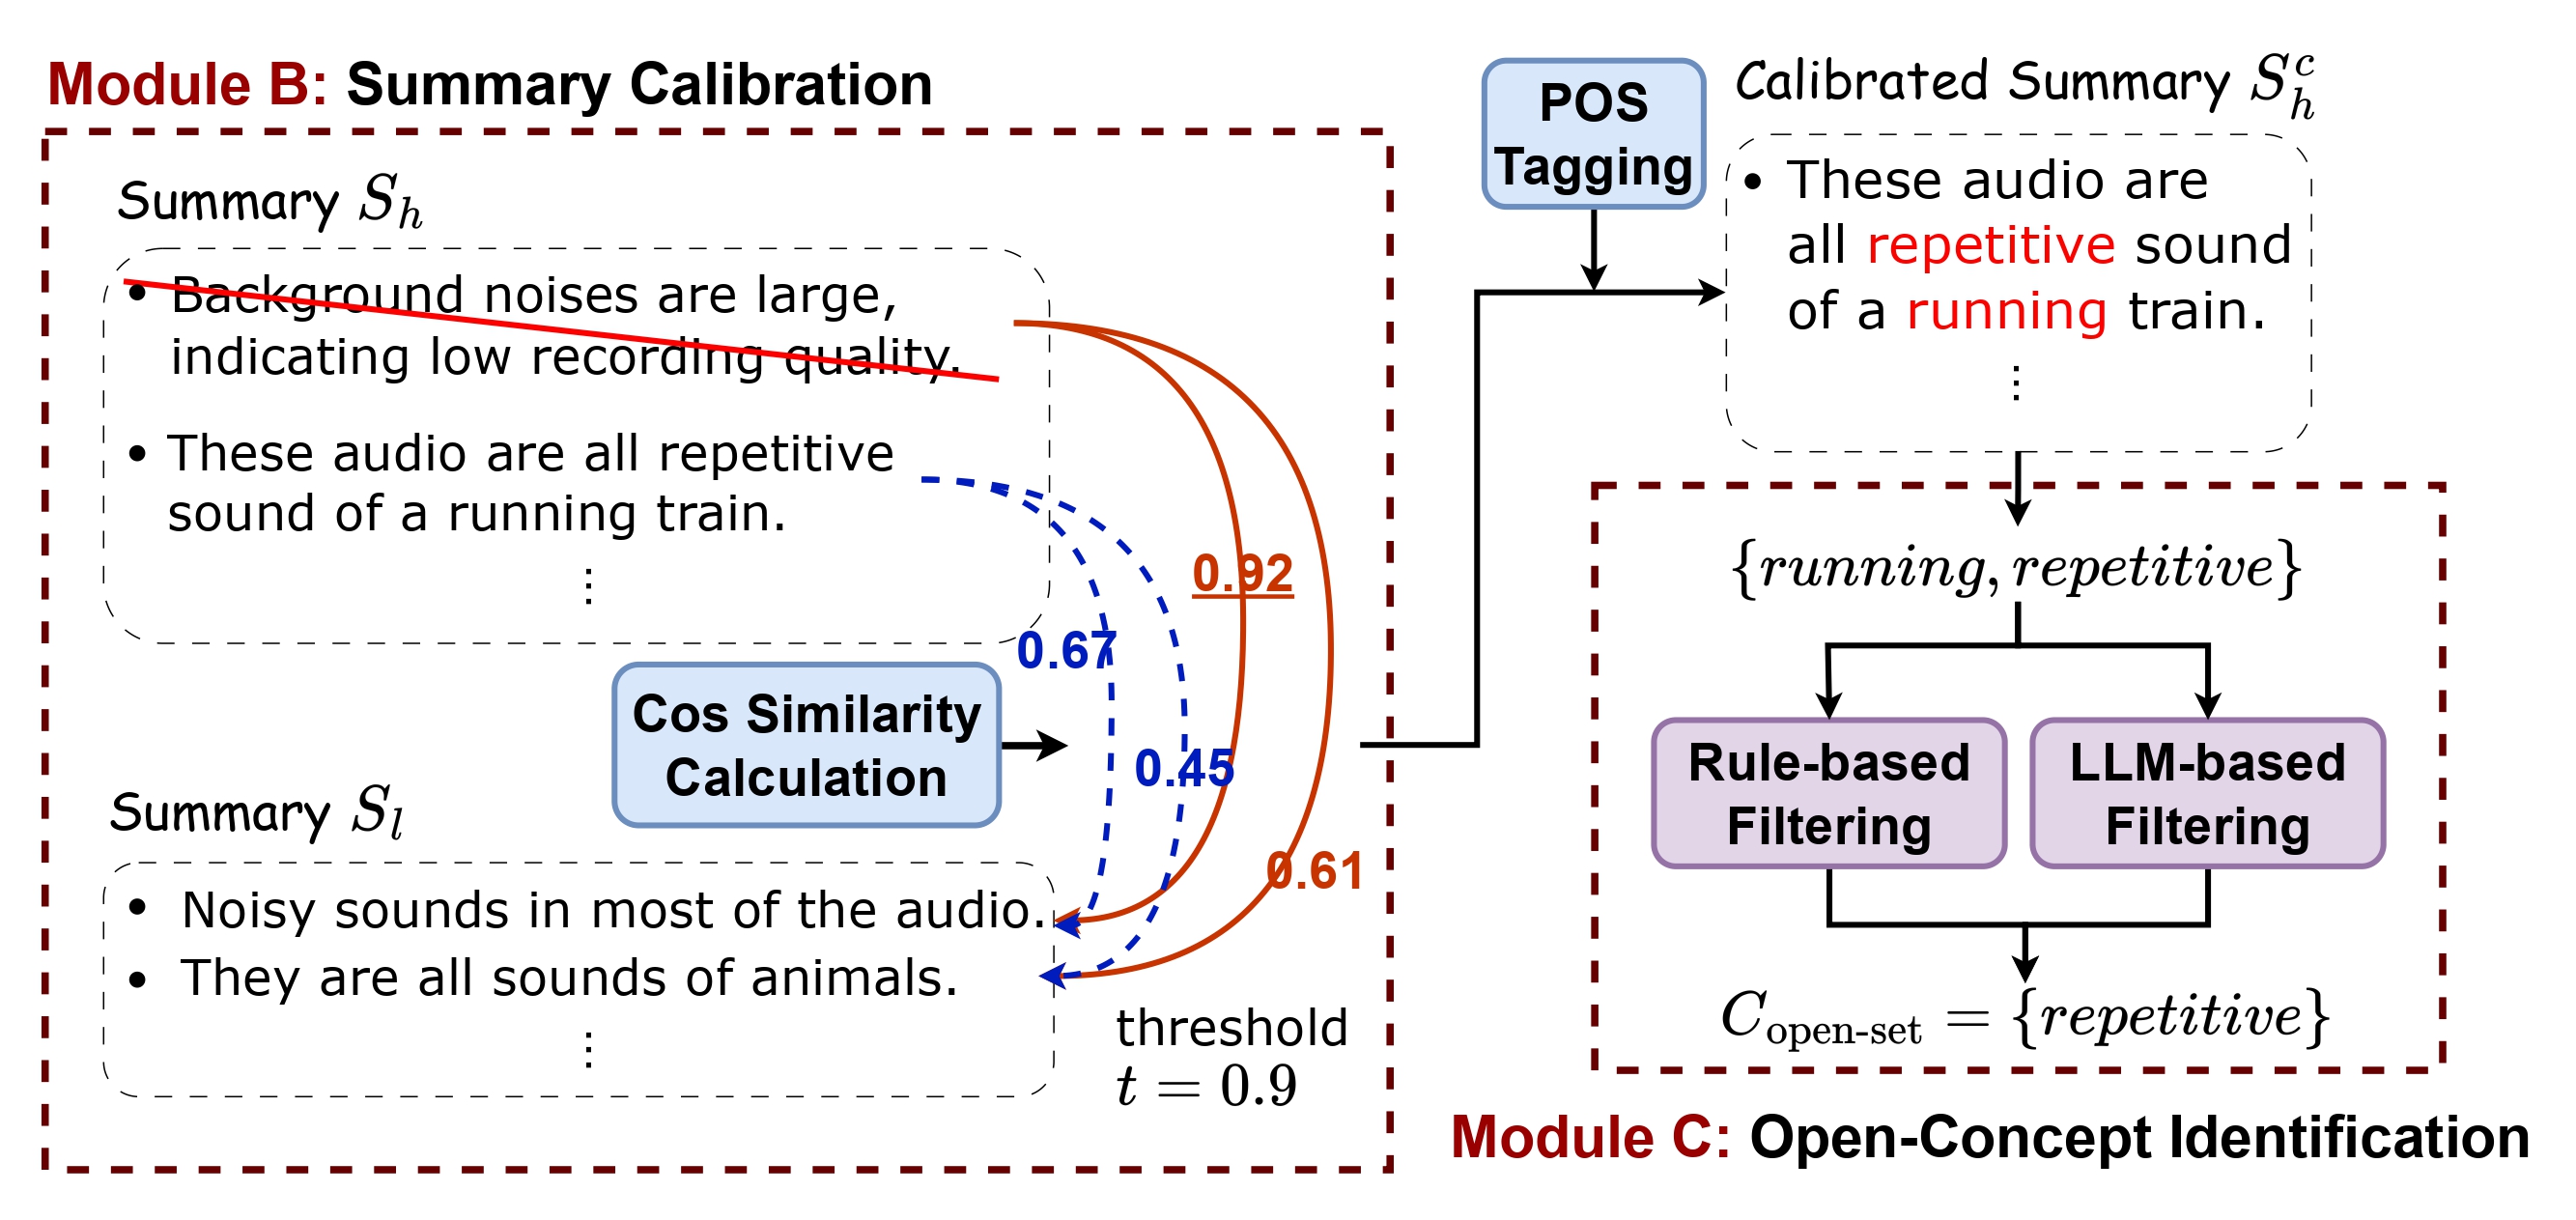 Module B: Summary Calibration
Summary S_h
• Background noises are large,
indicating low recording quality.
• These audio are all repetitive
sound of a running train.
⋮
0.92
0.67
Cos Similarity
Calculation
0.45
0.61
Summary S_l
• Noisy sounds in most of the audio.
• They are all sounds of animals.
⋮
threshold
t = 0.9
POS
Tagging
Calibrated Summary S_h^c
• These audio are
all repetitive sound
of a running train.
⋮
{running, repetitive}
Rule-based
Filtering
LLM-based
Filtering
C_open-set = {repetitive}
Module C: Open-Concept Identification